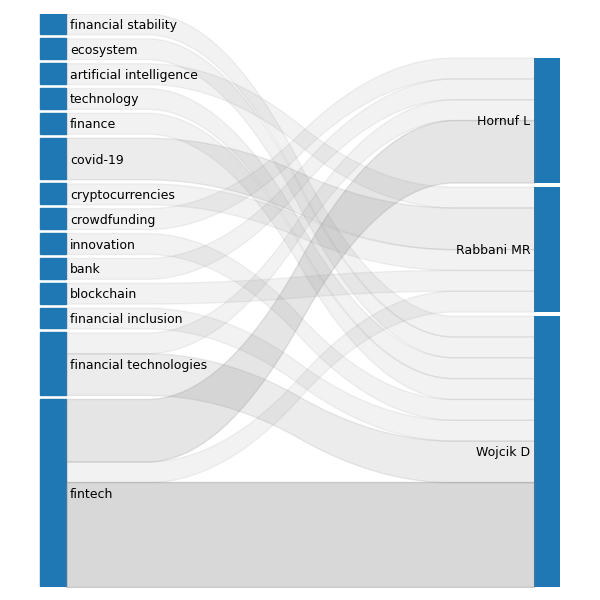 financial stability
ecosystem
artificial intelligence
technology
finance
covid-19
cryptocurrencies
crowdfunding
innovation
bank
blockchain
financial inclusion
financial technologies
fintech
Hornuf L
Rabbani MR
Wojcik D